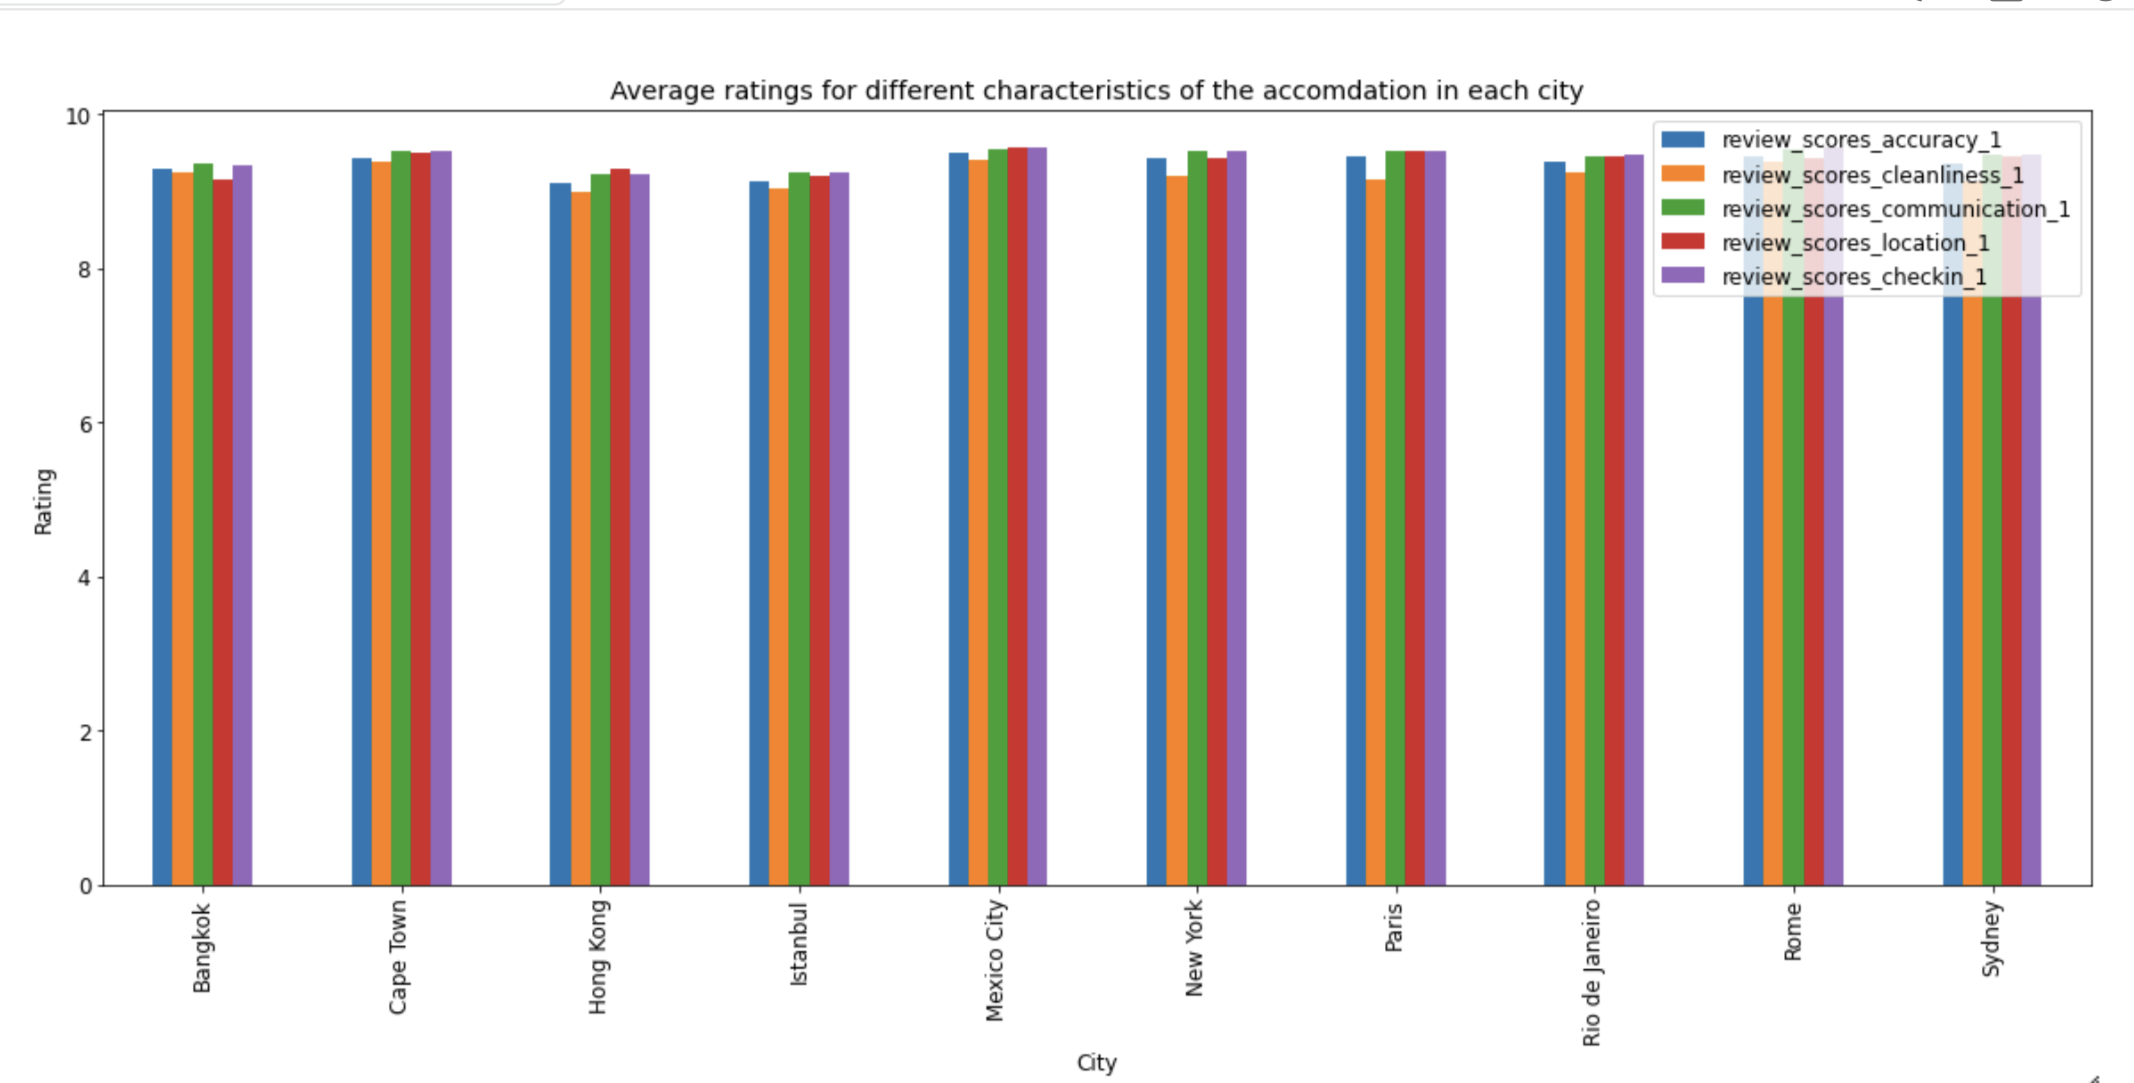 Average ratings for different characteristics of the accomdation in each city
10
8
6
4
2
0
Rating
review_scores_accuracy_1
review_scores_cleanliness_1
review_scores_communication_1
review_scores_location_1
review_scores_checkin_1
Bangkok
Cape Town
Hong Kong
Istanbul
Mexico City
New York
Paris
Rio de Janeiro
Rome
Sydney
City